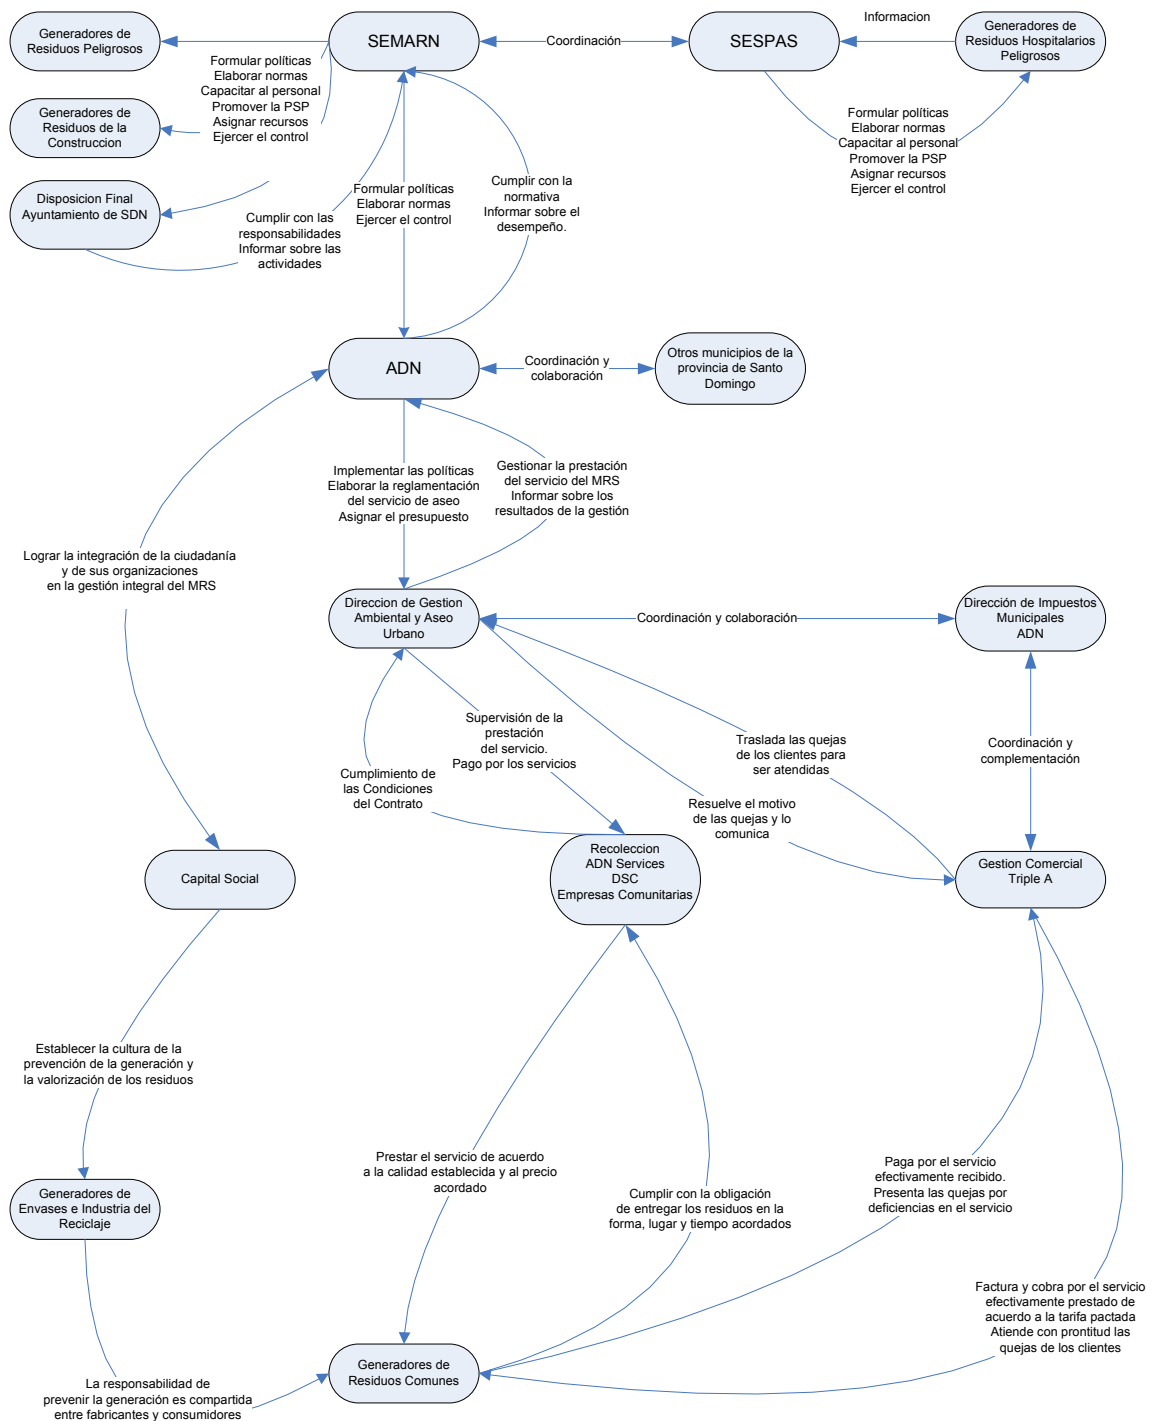 Generadores de
Residuos Peligrosos
SEMARN
Coordinación
SESPAS
Informacion
Generadores de
Residuos Hospitalarios
Peligrosos
Formular políticas
Elaborar normas
Capacitar al personal
Promover la PSP
Asignar recursos
Ejercer el control
Generadores de
Residuos de la
Construccion
Formular políticas
Elaborar normas
Capacitar al personal
Promover la PSP
Asignar recursos
Ejercer el control
Disposicion Final
Ayuntamiento de SDN
Cumplir con las
responsabilidades
Informar sobre las
actividades
Formular políticas
Elaborar normas
Ejercer el control
Cumplir con la
normativa
Informar sobre el
desempeño.
ADN
Coordinación y
colaboración
Otros municipios de la
provincia de Santo
Domingo
Implementar las políticas
Elaborar la reglamentación
del servicio de aseo
Asignar el presupuesto
Gestionar la prestación
del servicio del MRS
Informar sobre los
resultados de la gestión
Lograr la integración de la ciudadanía
y de sus organizaciones
en la gestión integral del MRS
Direccion de Gestion
Ambiental y Aseo
Urbano
Coordinación y colaboración
Dirección de Impuestos
Municipales
ADN
Supervisión de la
prestación
del servicio.
Pago por los servicios
Cumplimiento de
las Condiciones
del Contrato
Traslada las quejas
de los clientes para
ser atendidas
Resuelve el motivo
de las quejas y lo
comunica
Coordinación y
complementación
Capital Social
Recoleccion
ADN Services
DSC
Empresas Comunitarias
Gestion Comercial
Triple A
Establecer la cultura de la
prevención de la generación y
la valorización de los residuos
Prestar el servicio de acuerdo
a la calidad establecida y al precio
acordado
Cumplir con la obligación
de entregar los residuos en la
forma, lugar y tiempo acordados
Paga por el servicio
efectivamente recibido.
Presenta las quejas por
deficiencias en el servicio
Generadores de
Envases e Industria del
Reciclaje
Factura y cobra por el servicio
efectivamente prestado de
acuerdo a la tarifa pactada
Atiende con prontitud las
quejas de los clientes
Generadores de
Residuos Comunes
La responsabilidad de
prevenir la generación es compartida
entre fabricantes y consumidores